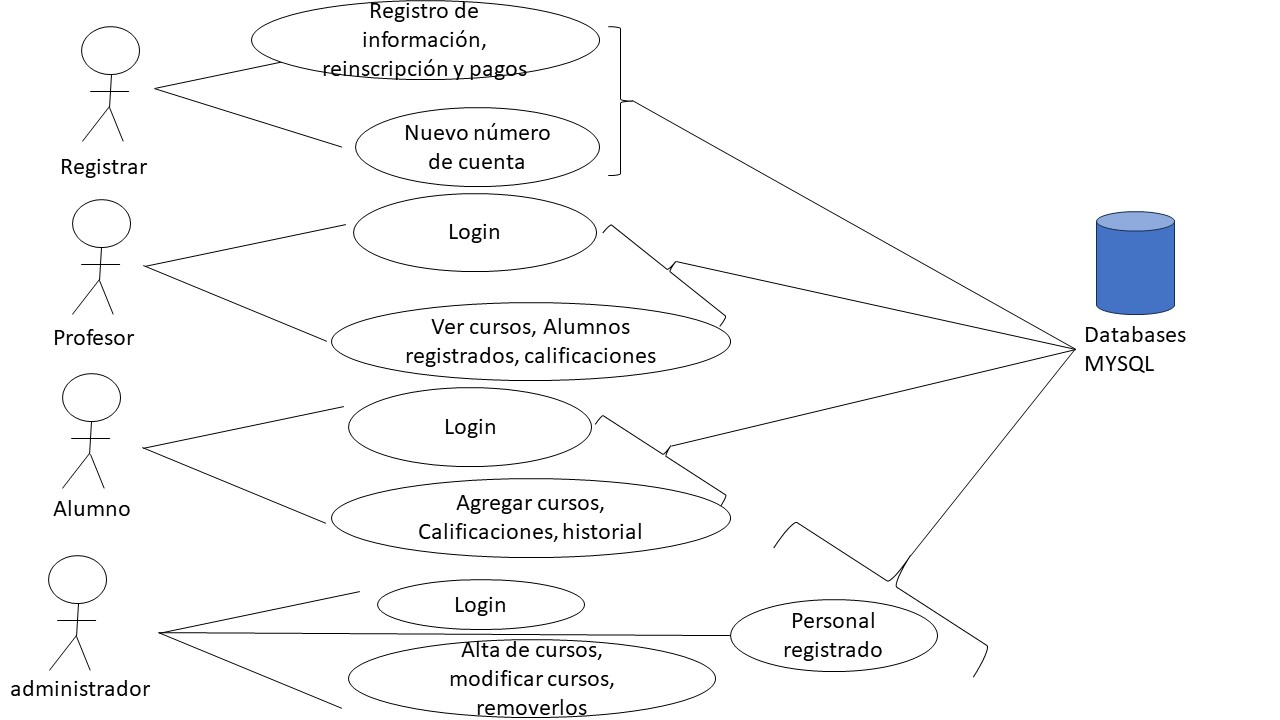 Registro de
información,
reinscripción y pagos
Nuevo número
de cuenta
Registrar
Login
Ver cursos, Alumnos
registrados, calificaciones
Profesor
Databases
MYSQL
Login
Agregar cursos,
Calificaciones, historial
Alumno
Login
Personal
registrado
Alta de cursos,
modificar cursos,
removerlos
administrador